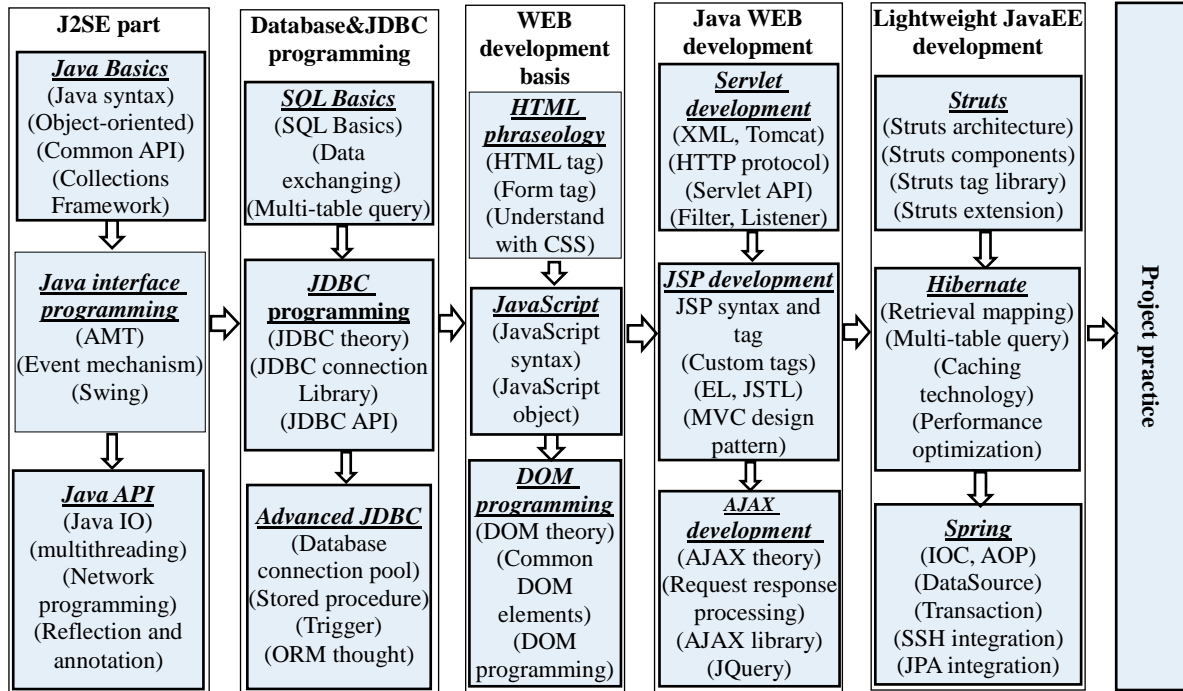 J2SE part
Java Basics
(Java syntax)
(Object-oriented)
(Common API)
(Collections
Framework)
Java interface
programming
(AMT)
(Event mechanism)
(Swing)
Java API
(Java IO)
(multithreading)
(Network
programming)
(Reflection and
annotation)
Database&JDBC
programming
SQL Basics
(SQL Basics)
(Data
exchanging)
(Multi-table query)
JDBC
programming
(JDBC theory)
(JDBC connection
Library)
(JDBC API)
Advanced JDBC
(Database
connection pool)
(Stored procedure)
(Trigger)
(ORM thought)
WEB
development
basis
HTML
phraseology
(HTML tag)
(Form tag)
(Understand
with CSS)
JavaScript
(JavaScript
syntax)
(JavaScript
object)
DOM
programming
(DOM theory)
(Common
DOM
elements)
(DOM
programming)
Java WEB
development
Servlet
development
(XML, Tomcat)
(HTTP protocol)
(Servlet API)
(Filter, Listener)
JSP development
JSP syntax and
tag
(Custom tags)
(EL, JSTL)
(MVC design
pattern)
AJAX
development
(AJAX theory)
(Request response
processing)
(AJAX library)
(JQuery)
Lightweight JavaEE
development
Struts
(Struts architecture)
(Struts components)
(Struts tag library)
(Struts extension)
Hibernate
(Retrieval mapping)
(Multi-table query)
(Caching
technology)
(Performance
optimization)
Spring
(IOC, AOP)
(DataSource)
(Transaction)
(SSH integration)
(JPA integration)
Project practice